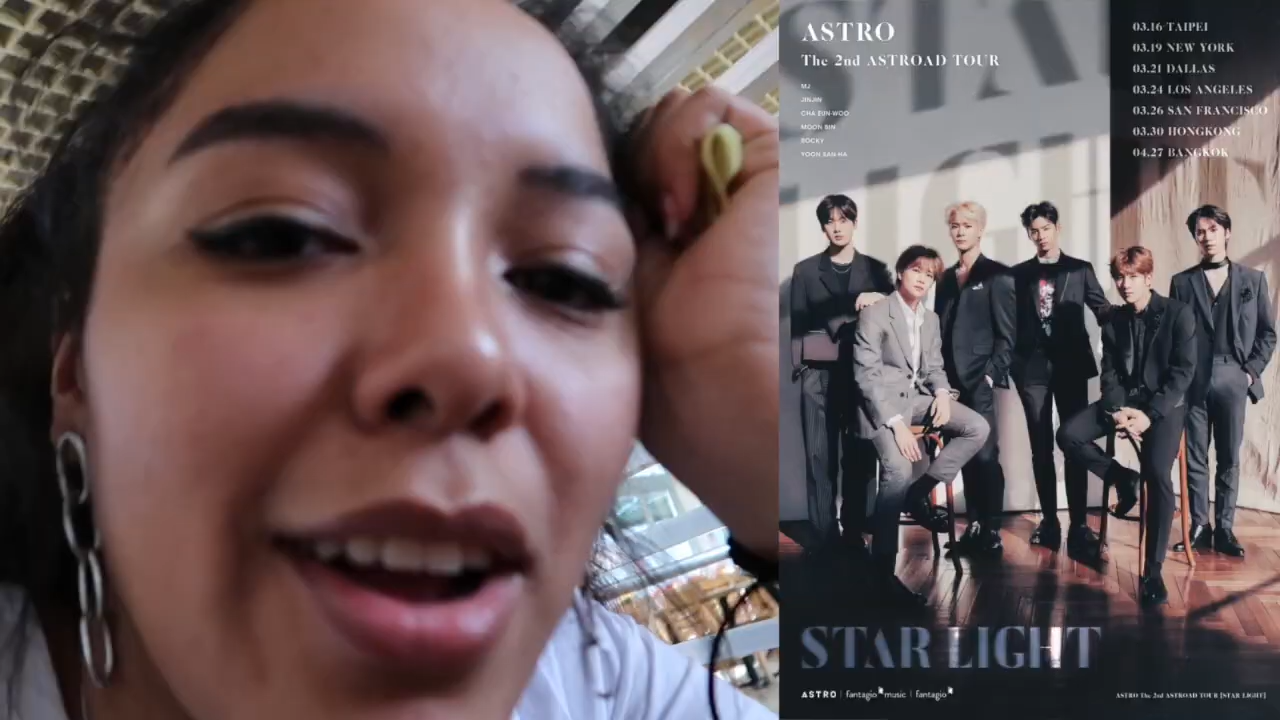 ASTRO
The 2nd ASTROAD TOUR
MJ
JINJIN
CHA EUN-WOO
MOON BIN
ROCKY
YOON SAN-HA
03.16 TAIPEI
03.19 NEW YORK
03.21 DALLAS
03.24 LOS ANGELES
03.26 SAN FRANCISCO
03.30 HONGKONG
04.27 BANGKOK
STAR LIGHT
STAR LIGHT
ASTRO | fantagio music | fantagio
ASTRO The 2nd ASTROAD TOUR [STAR LIGHT]